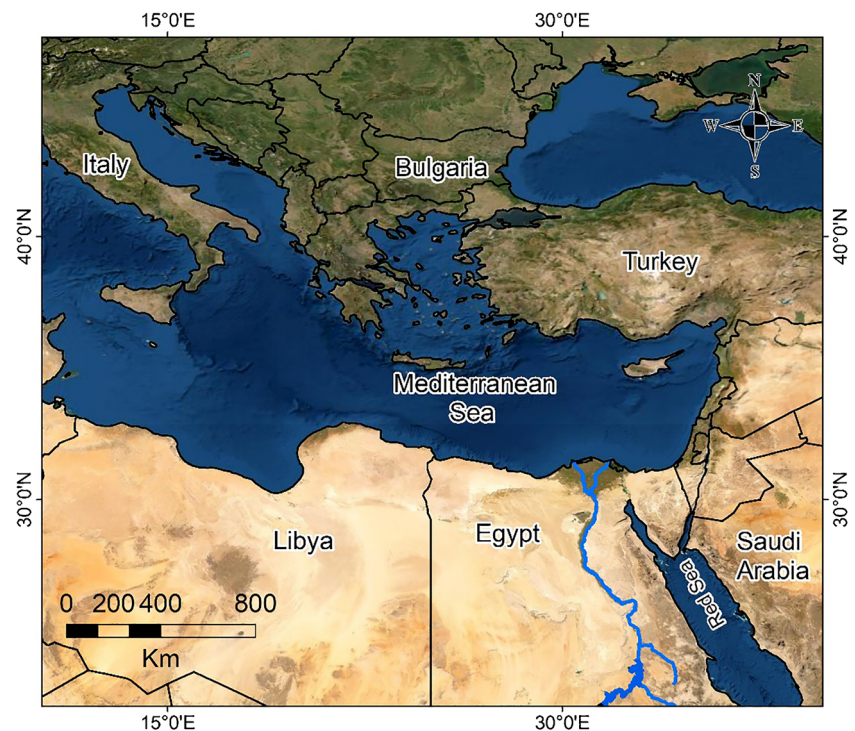 15°0'E 30°0'E
N
W E
S
Italy
Bulgaria
40°0'N 40°0'N
Turkey
Mediterranean
Sea
30°0'N 30°0'N
Libya
Egypt
Saudi
Arabia
Red Sea
0 200 400 800
Km
15°0'E 30°0'E